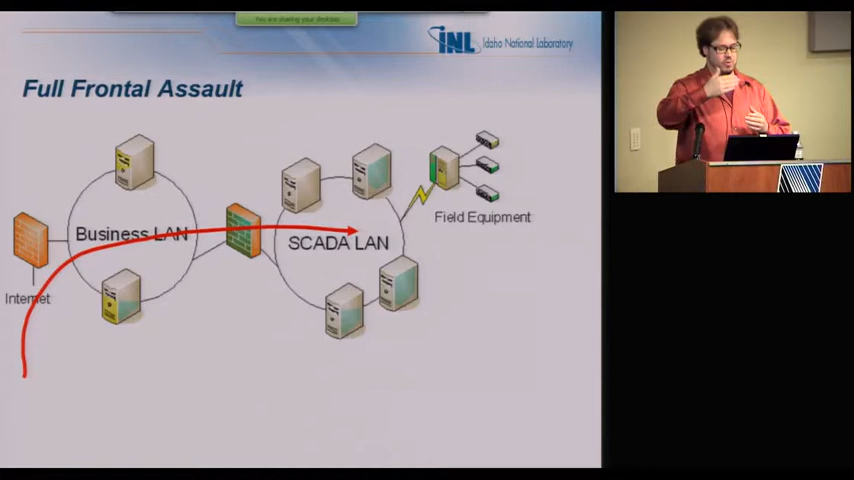 You are sharing your desktop
INL Idaho National Laboratory
Full Frontal Assault
Business LAN
SCADA LAN
Field Equipment
Internet